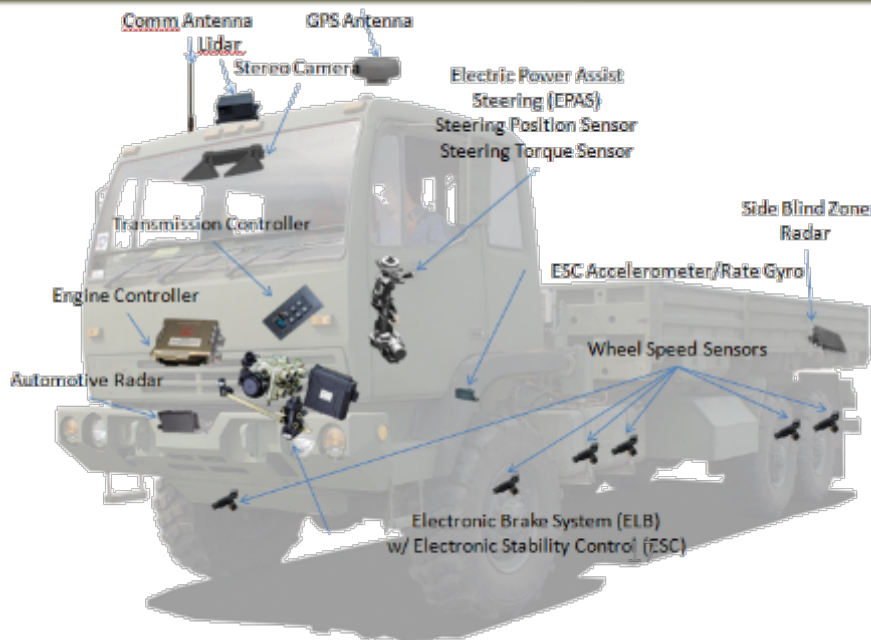 Comm Antenna
GPS Antenna
Lidar
Stereo Camera
Electric Power Assist
Steering (EPAS)
Steering Position Sensor
Steering Torque Sensor
Side Blind Zone
Radar
Transmission Controller
ESC Accelerometer/Rate Gyro
Engine Controller
Wheel Speed Sensors
Automotive Radar
Electronic Brake System (ELB)
w/ Electronic Stability Control (ESC)